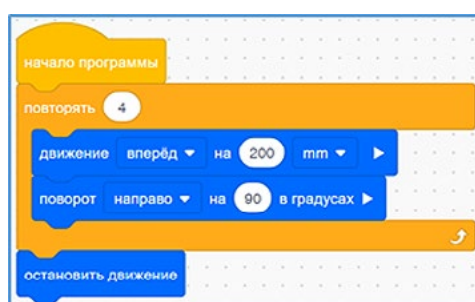 начало программы
повторять 4
движение вперёд на 200 mm
поворот направо на 90 в градусах
остановить движение